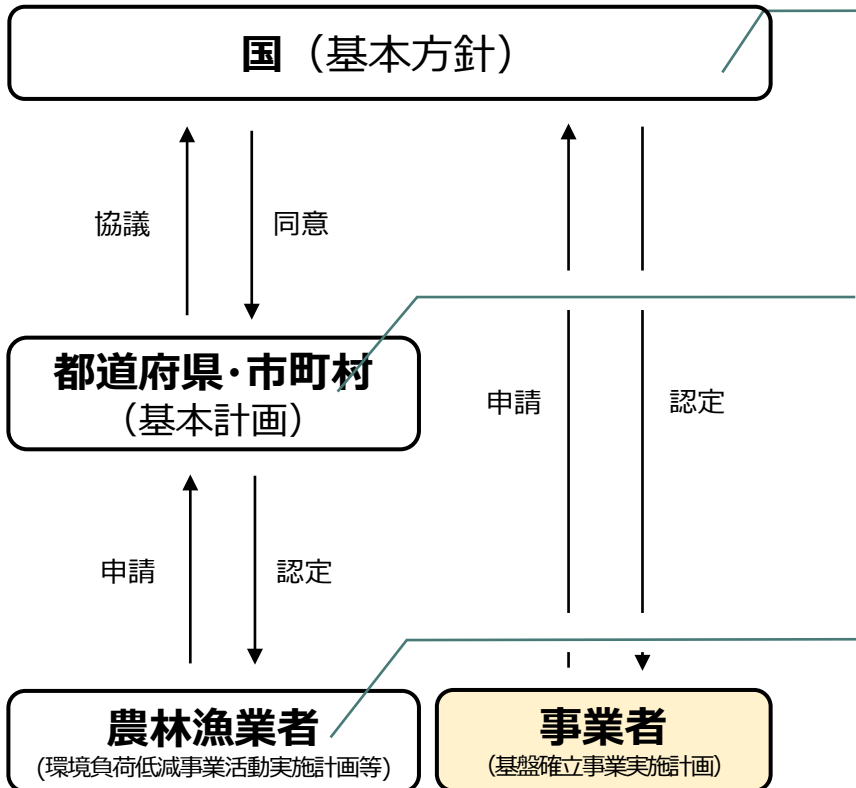 国（基本方針）
協議
同意
都道府県・市町村
（基本計画）
申請
認定
申請
認定
農林漁業者
(環境負荷低減事業活動実施計画等)
事業者
（基盤確立事業実施計画）